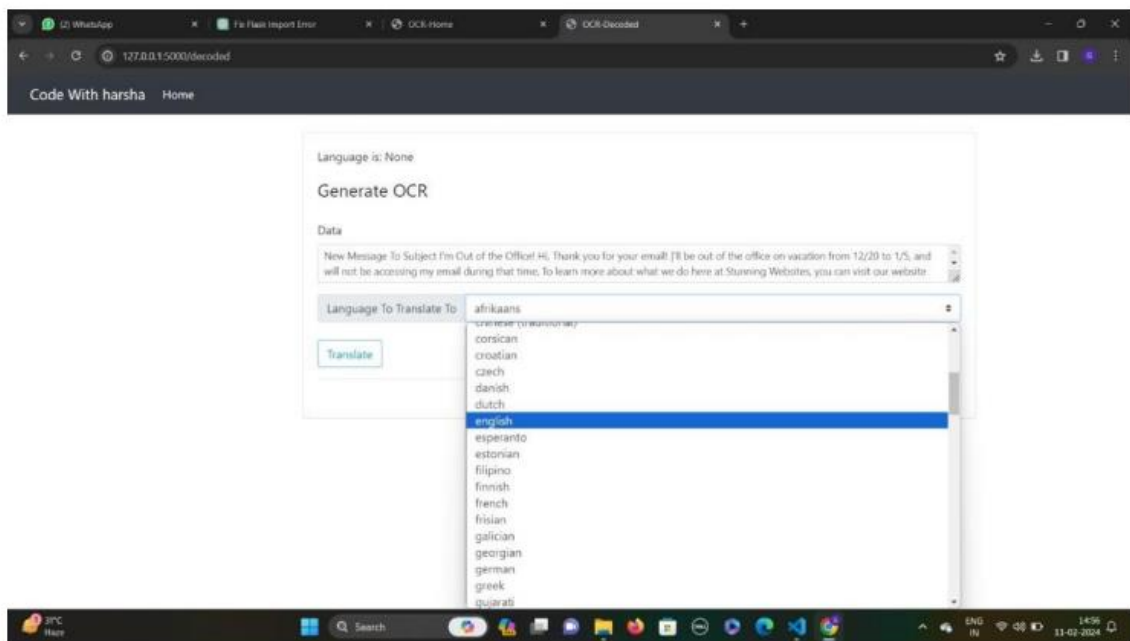 (2) WhatsApp
Fix Flask Import Error
OCR-Home
OCR-Decoded
127.0.0.1:5000/decoded
Code With harsha Home
Language is: None
Generate OCR
Data
New Message To Subject I'm Out of the Office! Hi, Thank you for your email! I'll be out of the office on vacation from 12/20 to 1/5, and
will not be accessing my email during that time, To learn more about what we do here at Stunning Websites, you can visit our website
Language To Translate To afrikaans
chinese (traditional)
corsican
Translate
croatian
czech
danish
dutch
english
esperanto
estonian
filipino
finnish
french
frisian
galician
georgian
german
greek
gujarati
31°C
Haze
Search
ENG
IN
14:56
11-02-2024